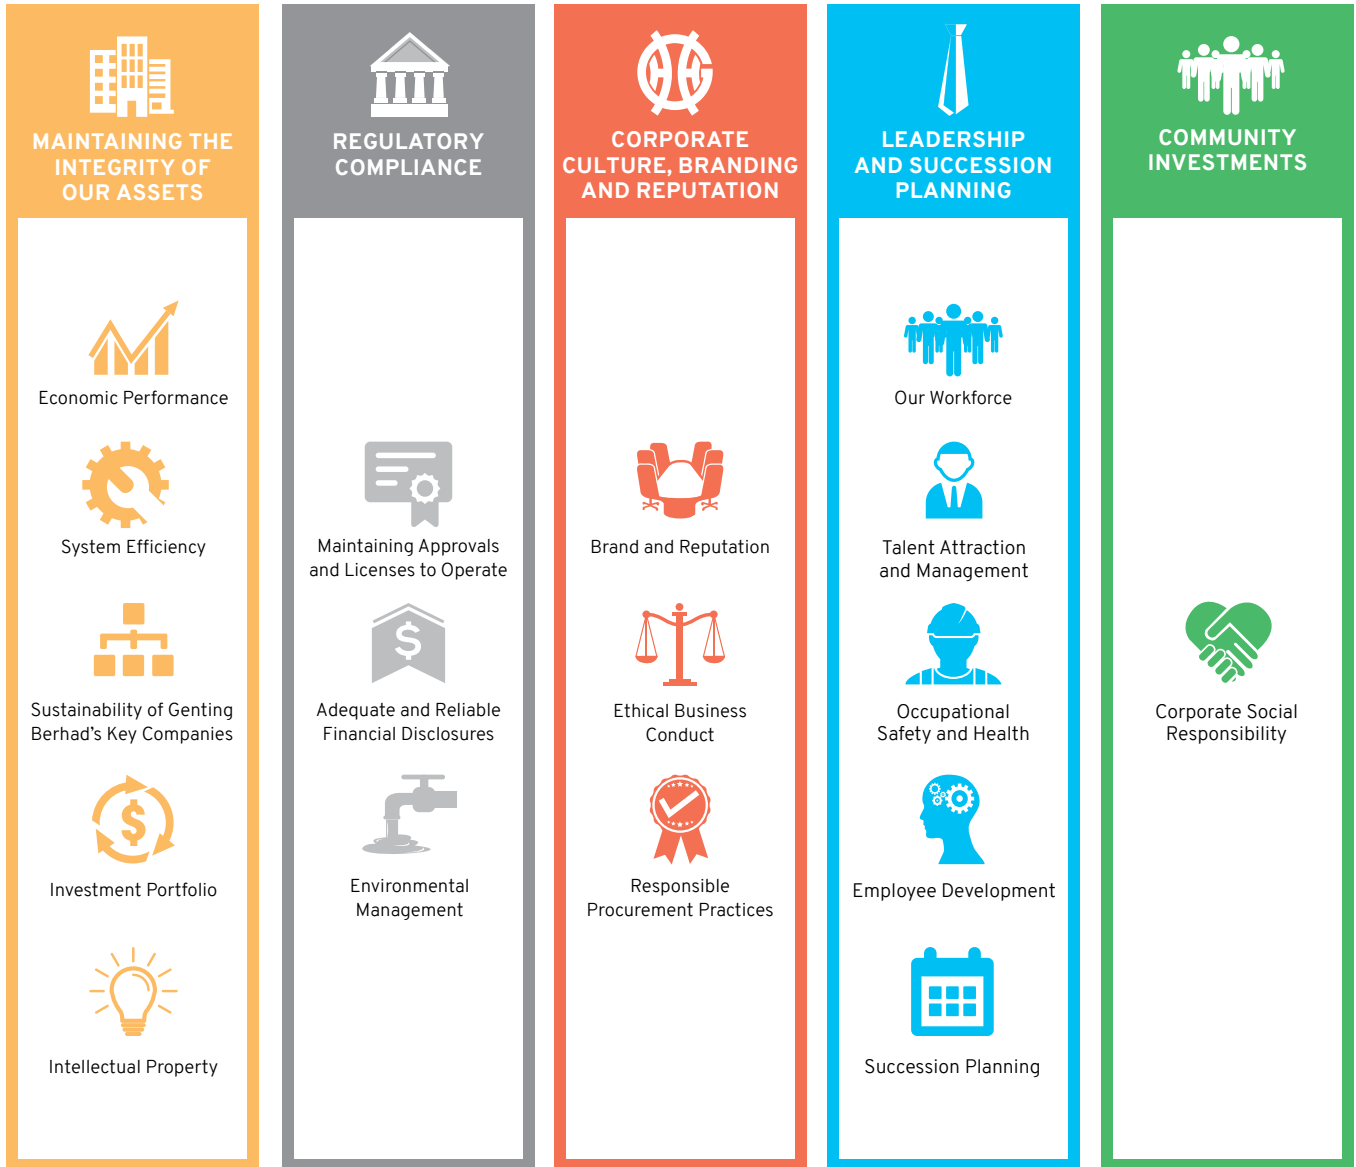 MAINTAINING THE
INTEGRITY OF
OUR ASSETS
Economic Performance
System Efficiency
Sustainability of Genting
Berhad's Key Companies
$
Investment Portfolio
Intellectual Property
REGULATORY
COMPLIANCE
Maintaining Approvals
and Licenses to Operate
$
Adequate and Reliable
Financial Disclosures
Environmental
Management
CORPORATE
CULTURE, BRANDING
AND REPUTATION
Brand and Reputation
Ethical Business
Conduct
Responsible
Procurement Practices
LEADERSHIP
AND SUCCESSION
PLANNING
Our Workforce
Talent Attraction
and Management
Occupational
Safety and Health
Employee Development
Succession Planning
COMMUNITY
INVESTMENTS
Corporate Social
Responsibility